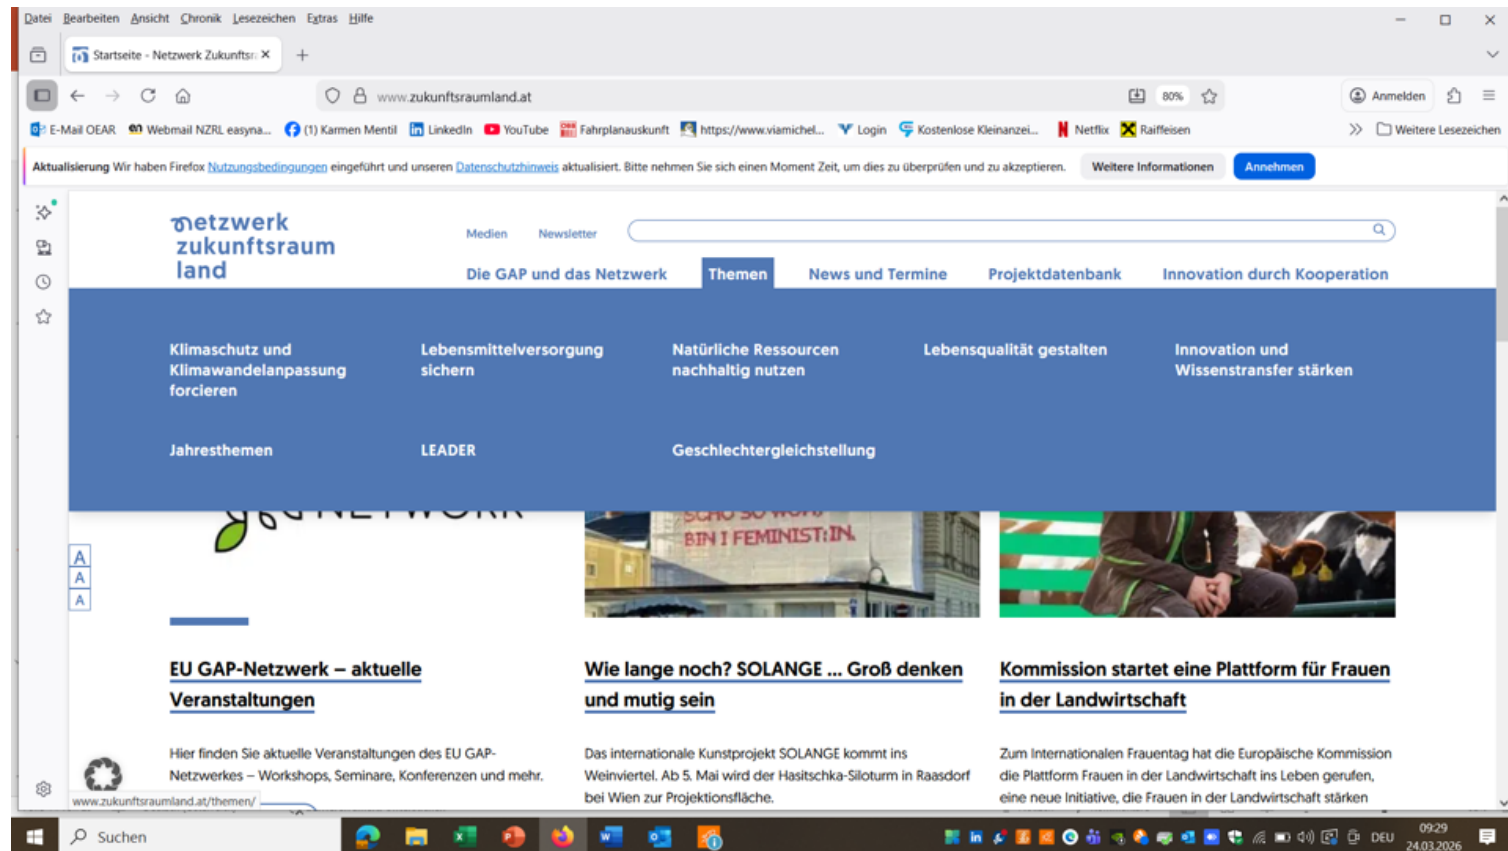 Datei Bearbeiten Ansicht Chronik Lesezeichen Extras Hilfe
Startseite - Netzwerk Zukunftsr
www.zukunftsraumland.at
80%
Anmelden
E-Mail OEAR Webmail NZRL easyna... (1) Karmen Mentil LinkedIn YouTube Fahrplanauskunft https://www.viamichel... Login Kostenlose Kleinanzei... Netflix Raiffeisen Weitere Lesezeichen
Aktualisierung Wir haben Firefox Nutzungsbedingungen eingeführt und unseren Datenschutzhinweis aktualisiert. Bitte nehmen Sie sich einen Moment Zeit, um dies zu überprüfen und zu akzeptieren. Weitere Informationen Annehmen
netzwerk
zukunftsraum
land
Medien Newsletter
Die GAP und das Netzwerk Themen News und Termine Projektdatenbank Innovation durch Kooperation
Klimaschutz und
Klimawandelanpassung
forcieren
Lebensmittelversorgung
sichern
Natürliche Ressourcen
nachhaltig nutzen
Lebensqualität gestalten
Innovation und
Wissenstransfer stärken
Jahresthemen
LEADER
Geschlechtergleichstellung
NETWORK
BIN I FEMINIST:IN.
A
A
A
EU GAP-Netzwerk – aktuelle
Veranstaltungen
Hier finden Sie aktuelle Veranstaltungen des EU GAP-
Netzwerkes – Workshops, Seminare, Konferenzen und mehr.
Wie lange noch? SOLANGE ... Groß denken
und mutig sein
Das internationale Kunstprojekt SOLANGE kommt ins
Weinviertel. Ab 5. Mai wird der Hasitschka-Siloturm in Raasdorf
bei Wien zur Projektionsfläche.
Kommission startet eine Plattform für Frauen
in der Landwirtschaft
Zum Internationalen Frauentag hat die Europäische Kommission
die Plattform Frauen in der Landwirtschaft ins Leben gerufen,
eine neue Initiative, die Frauen in der Landwirtschaft stärken
www.zukunftsraumland.at/themen/
Suchen
DEU
09:29
24.03.2026